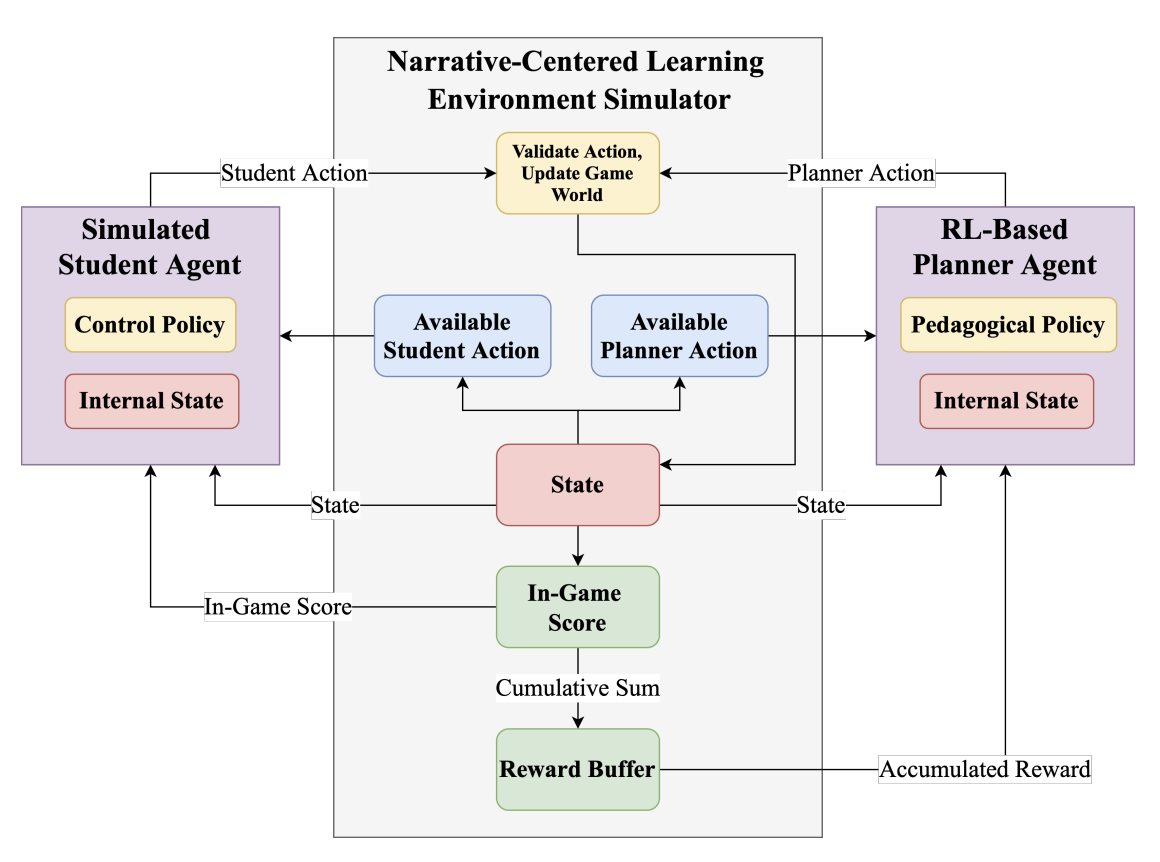 Narrative-Centered Learning
Environment Simulator
Validate Action,
Update Game
World
Student Action
Planner Action
Simulated
Student Agent
Control Policy
Internal State
RL-Based
Planner Agent
Pedagogical Policy
Internal State
Available
Student Action
Available
Planner Action
State
State
State
In-Game
Score
In-Game Score
Cumulative Sum
Reward Buffer
Accumulated Reward